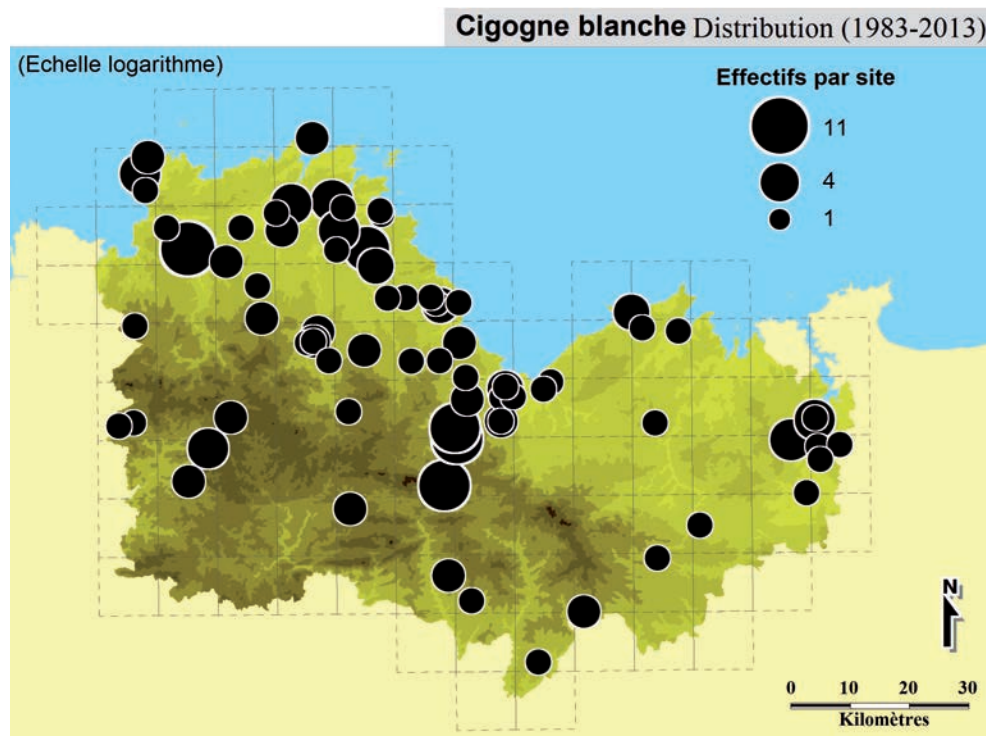 Cigogne blanche Distribution (1983-2013)
(Echelle logarithme)
Effectifs par site
11
4
1
N
0 10 20 30
Kilomètres